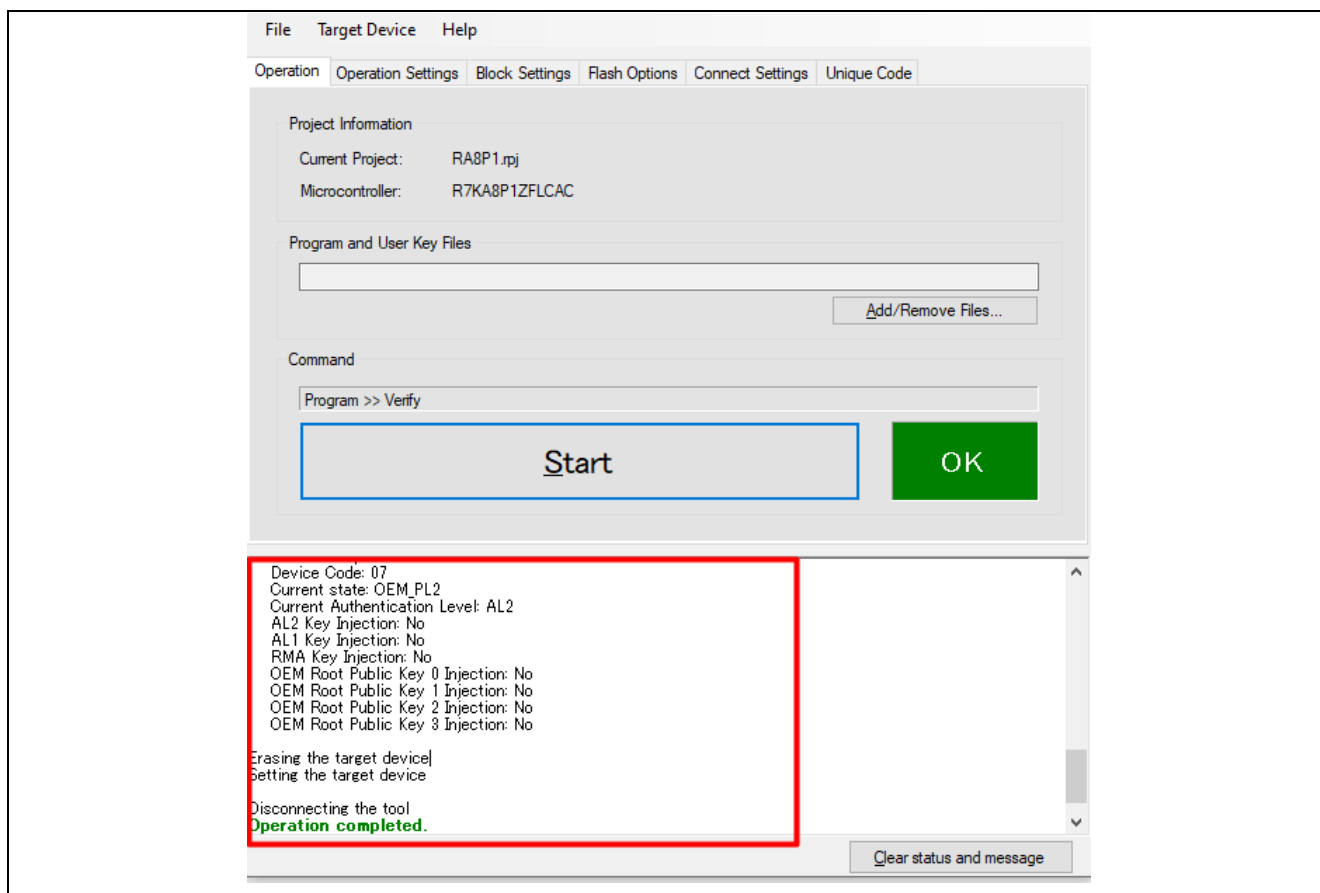 File Target Device Help
Operation Operation Settings Block Settings Flash Options Connect Settings Unique Code
Project Information
Current Project: RA8P1.rpj
Microcontroller: R7KA8P1ZFLCAC
Program and User Key Files
Add/Remove Files...
Command
Program >> Verify
Start OK
Device Code: 07
Current state: OEM_PL2
Current Authentication Level: AL2
AL2 Key Injection: No
AL1 Key Injection: No
RMA Key Injection: No
OEM Root Public Key 0 Injection: No
OEM Root Public Key 1 Injection: No
OEM Root Public Key 2 Injection: No
OEM Root Public Key 3 Injection: No
Erasing the target device
Setting the target device
Disconnecting the tool
Operation completed.
Clear status and message